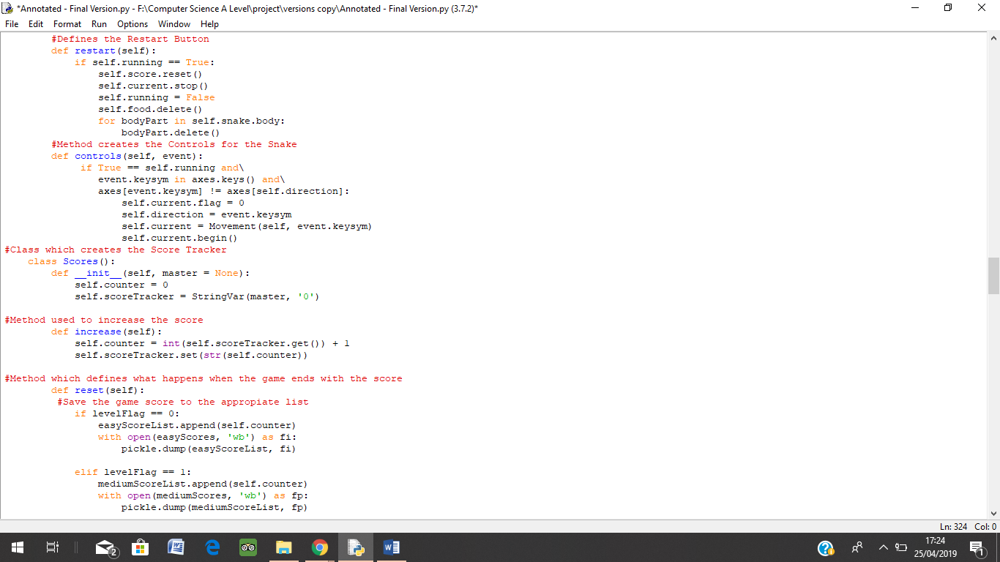 *Annotated - Final Version.py - F:\Computer Science A Level\project\versions copy\Annotated - Final Version.py (3.7.2)*
File Edit Format Run Options Window Help
        #Defines the Restart Button
        def restart(self):
            if self.running == True:
                self.score.reset()
                self.current.stop()
                self.running = False
                self.food.delete()
                for bodyPart in self.snake.body:
                    bodyPart.delete()
        #Method creates the Controls for the Snake
        def controls(self, event):
             if True == self.running and\
                event.keysym in axes.keys() and\
                axes[event.keysym] != axes[self.direction]:
                    self.current.flag = 0
                    self.direction = event.keysym
                    self.current = Movement(self, event.keysym)
                    self.current.begin()
#Class which creates the Score Tracker
    class Scores():
        def __init__(self, master = None):
            self.counter = 0
            self.scoreTracker = StringVar(master, '0')

#Method used to increase the score
        def increase(self):
            self.counter = int(self.scoreTracker.get()) + 1
            self.scoreTracker.set(str(self.counter))

#Method which defines what happens when the game ends with the score
        def reset(self):
         #Save the game score to the appropiate list
            if levelFlag == 0:
                easyScoreList.append(self.counter)
                with open(easyScores, 'wb') as fi:
                    pickle.dump(easyScoreList, fi)

            elif levelFlag == 1:
                mediumScoreList.append(self.counter)
                with open(mediumScores, 'wb') as fp:
                    pickle.dump(mediumScoreList, fp)
Ln: 324 Col: 0
2
17:24
25/04/2019
1